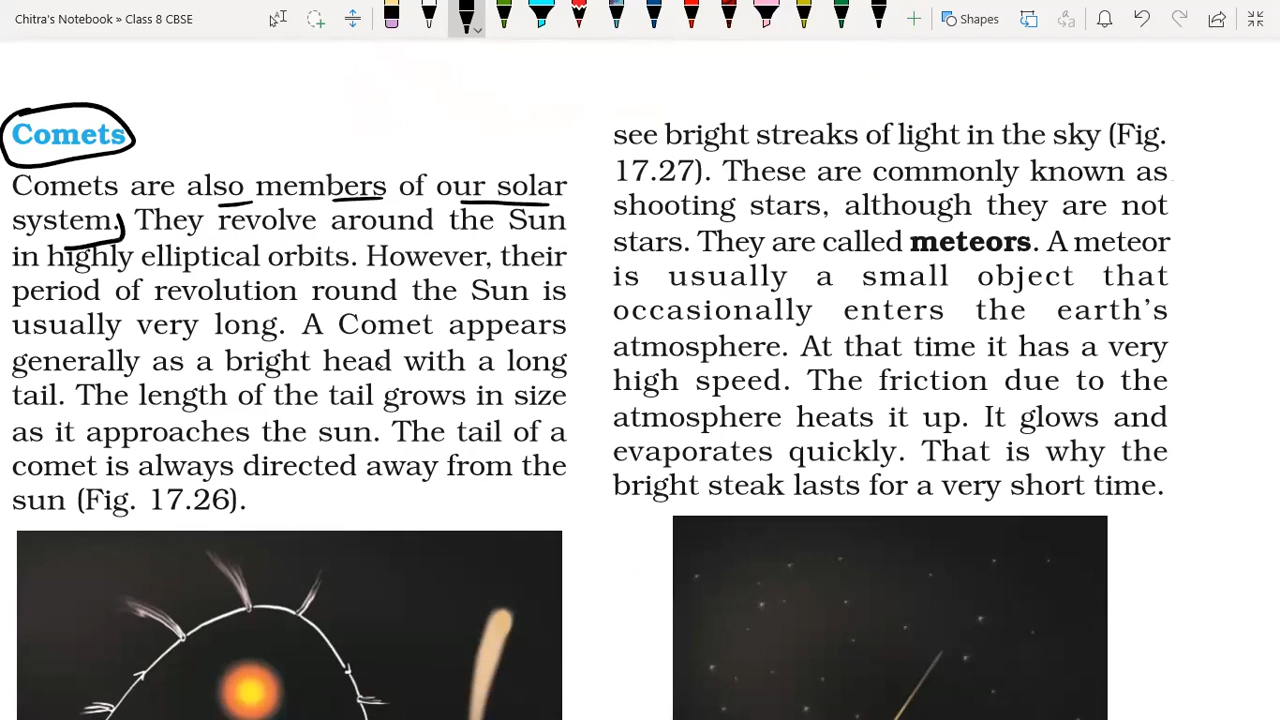 Chitra's Notebook » Class 8 CBSE
Shapes
Comets
Comets are also members of our solar
system. They revolve around the Sun
in highly elliptical orbits. However, their
period of revolution round the Sun is
usually very long. A Comet appears
generally as a bright head with a long
tail. The length of the tail grows in size
as it approaches the sun. The tail of a
comet is always directed away from the
sun (Fig. 17.26).
see bright streaks of light in the sky (Fig.
17.27). These are commonly known as
shooting stars, although they are not
stars. They are called meteors. A meteor
is usually a small object that
occasionally enters the earth's
atmosphere. At that time it has a very
high speed. The friction due to the
atmosphere heats it up. It glows and
evaporates quickly. That is why the
bright steak lasts for a very short time.